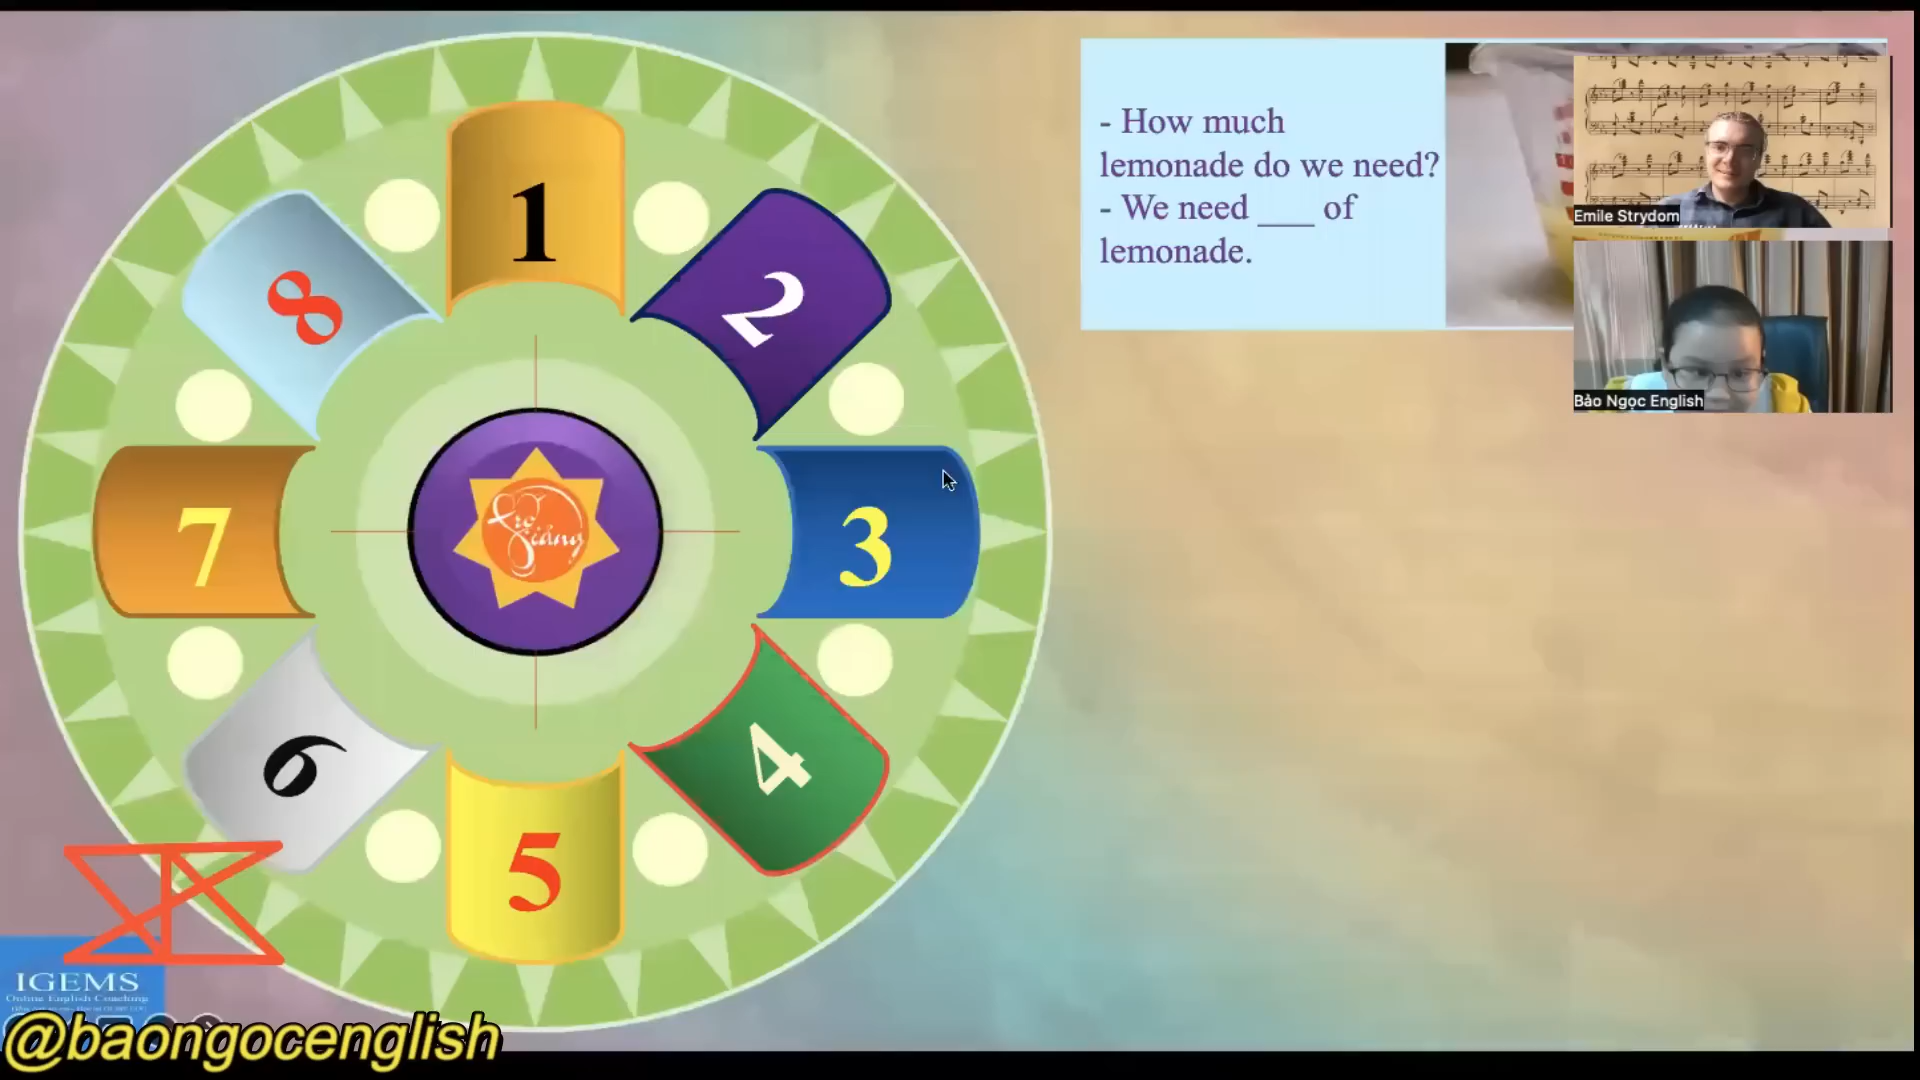 1
2
3
4
5
6
7
8
- How much
lemonade do we need?
- We need ___ of
lemonade.
Emile Strydom
Bảo Ngọc English
IGEMS
Online English Coaching
@baongocenglish